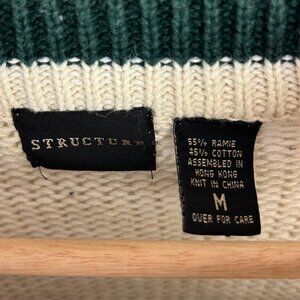 STRUCTURE
55% RAMIE
45% COTTON
ASSEMBLED IN
HONG KONG
KNIT IN CHINA
M
OVER FOR CARE